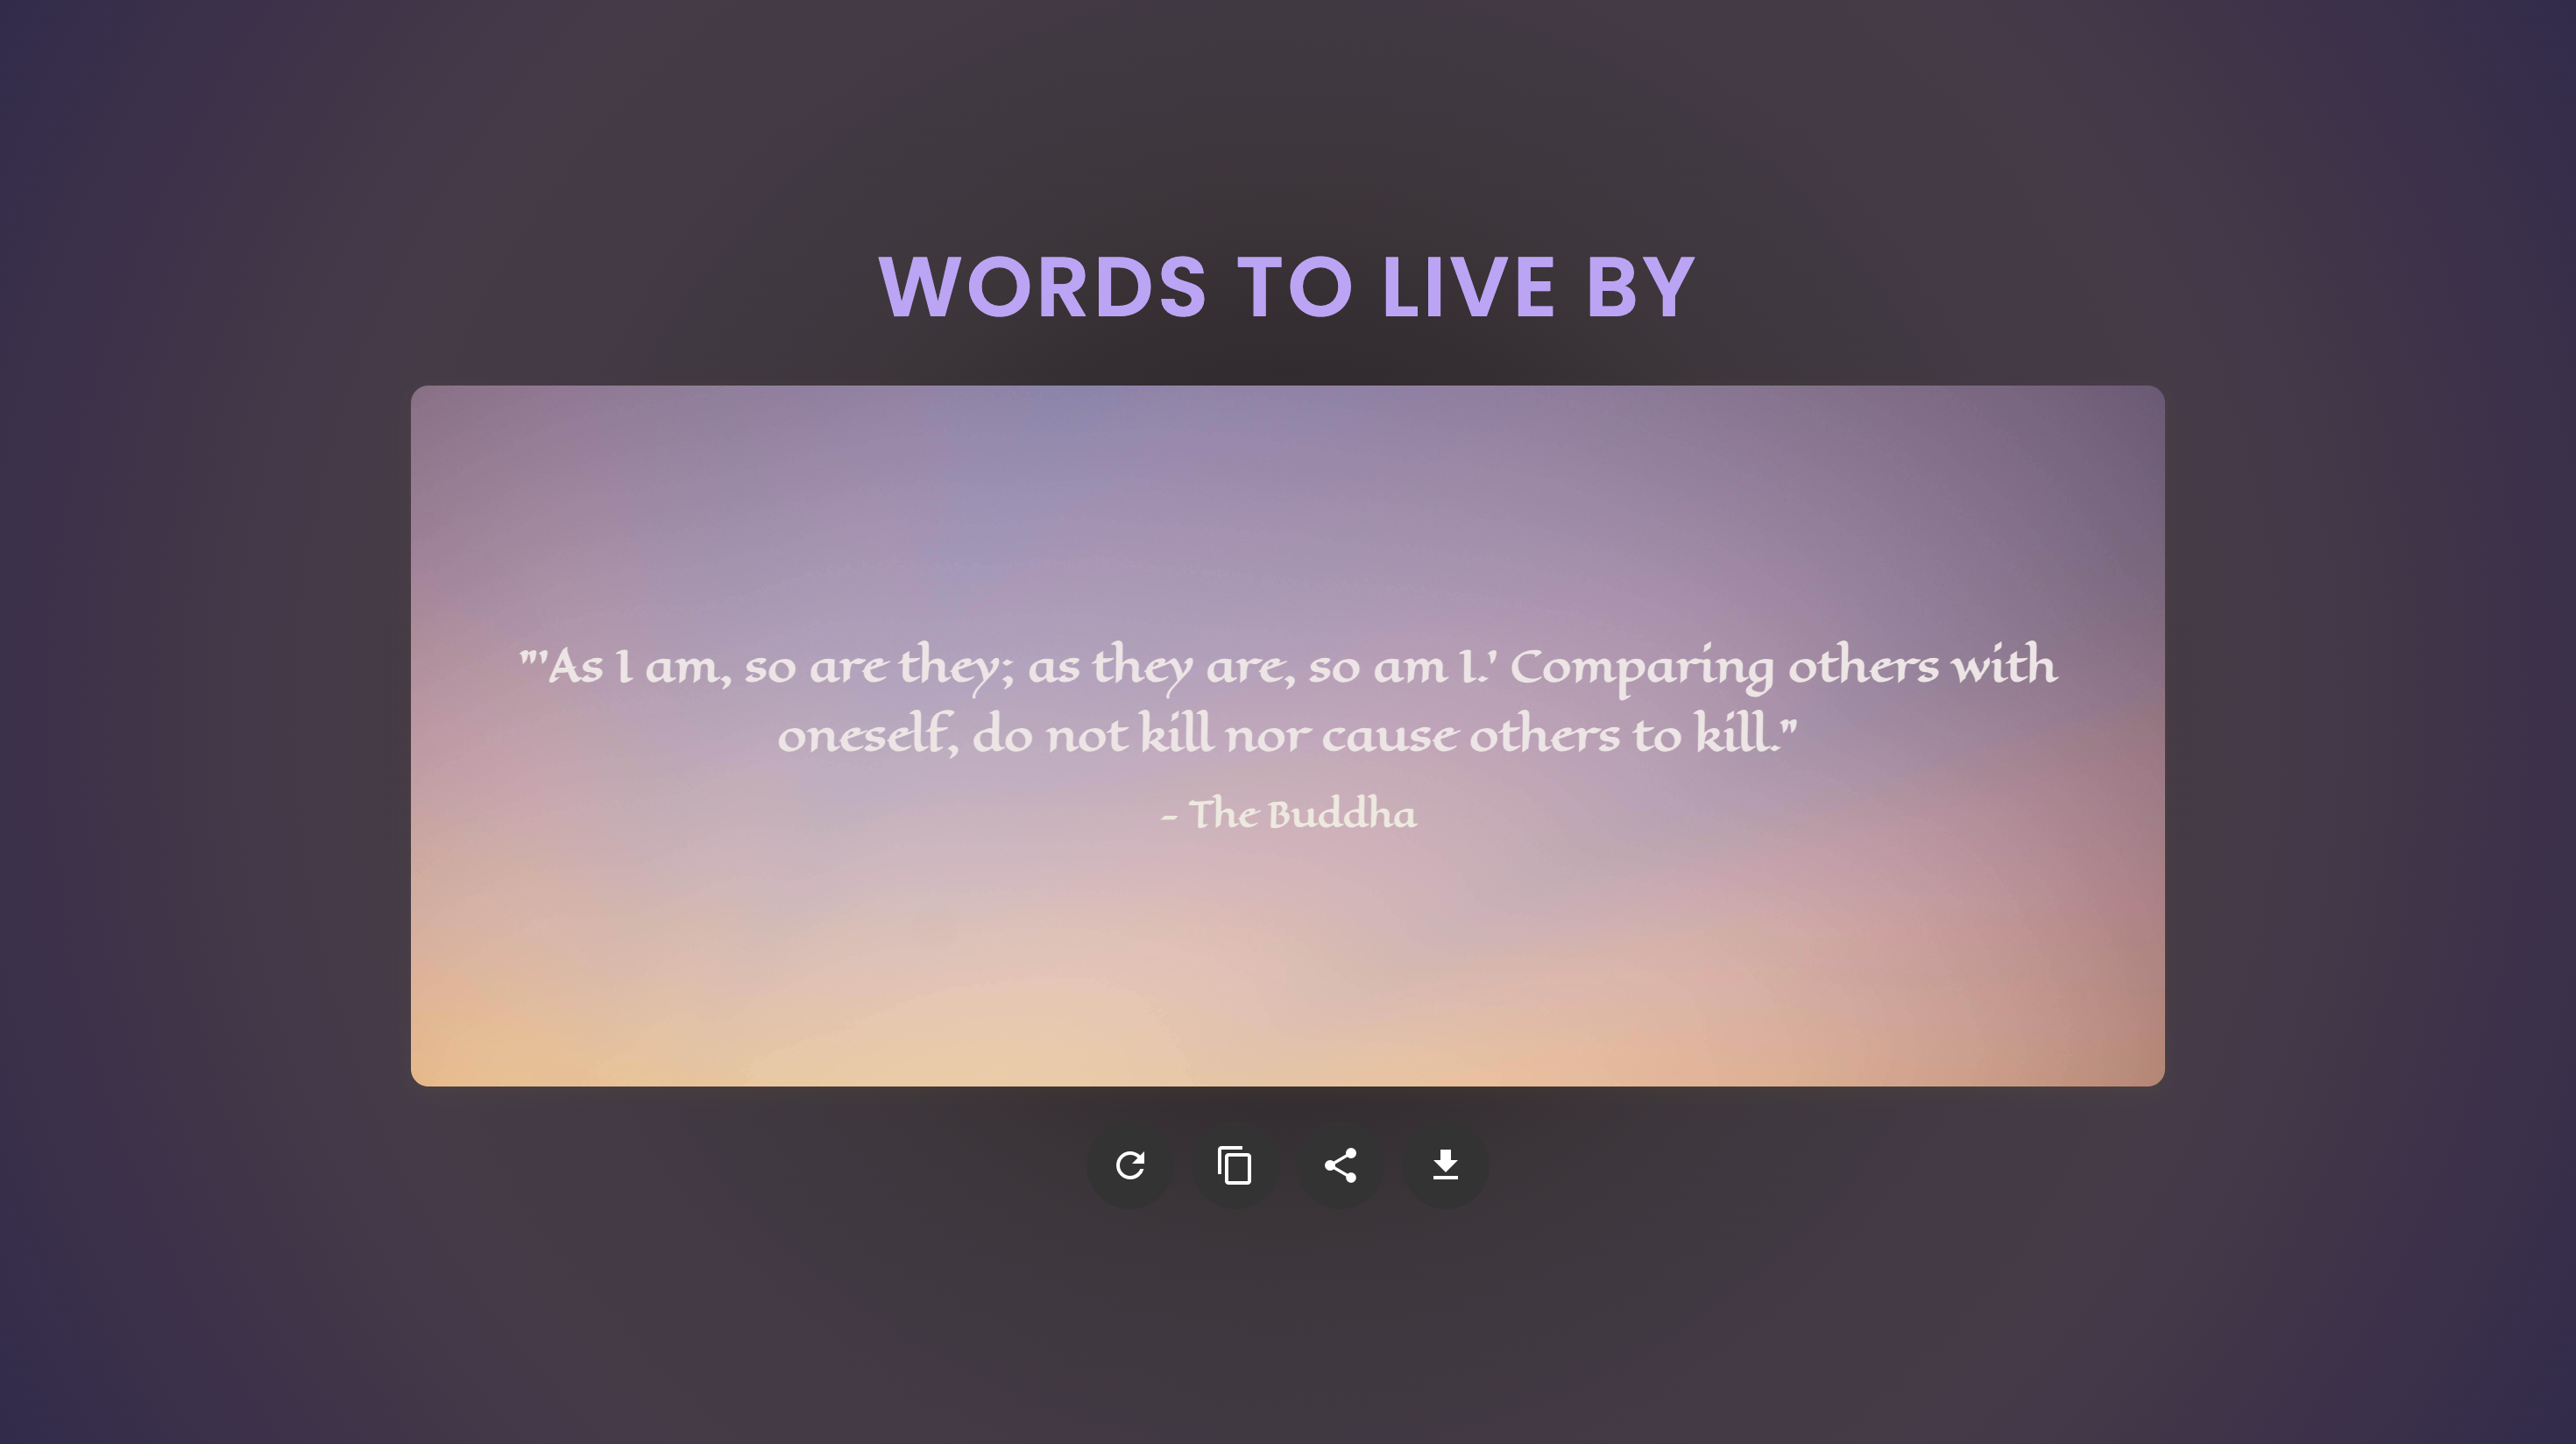 WORDS TO LIVE BY
"'As I am, so are they; as they are, so am I.' Comparing others with
oneself, do not kill nor cause others to kill."
- The Buddha